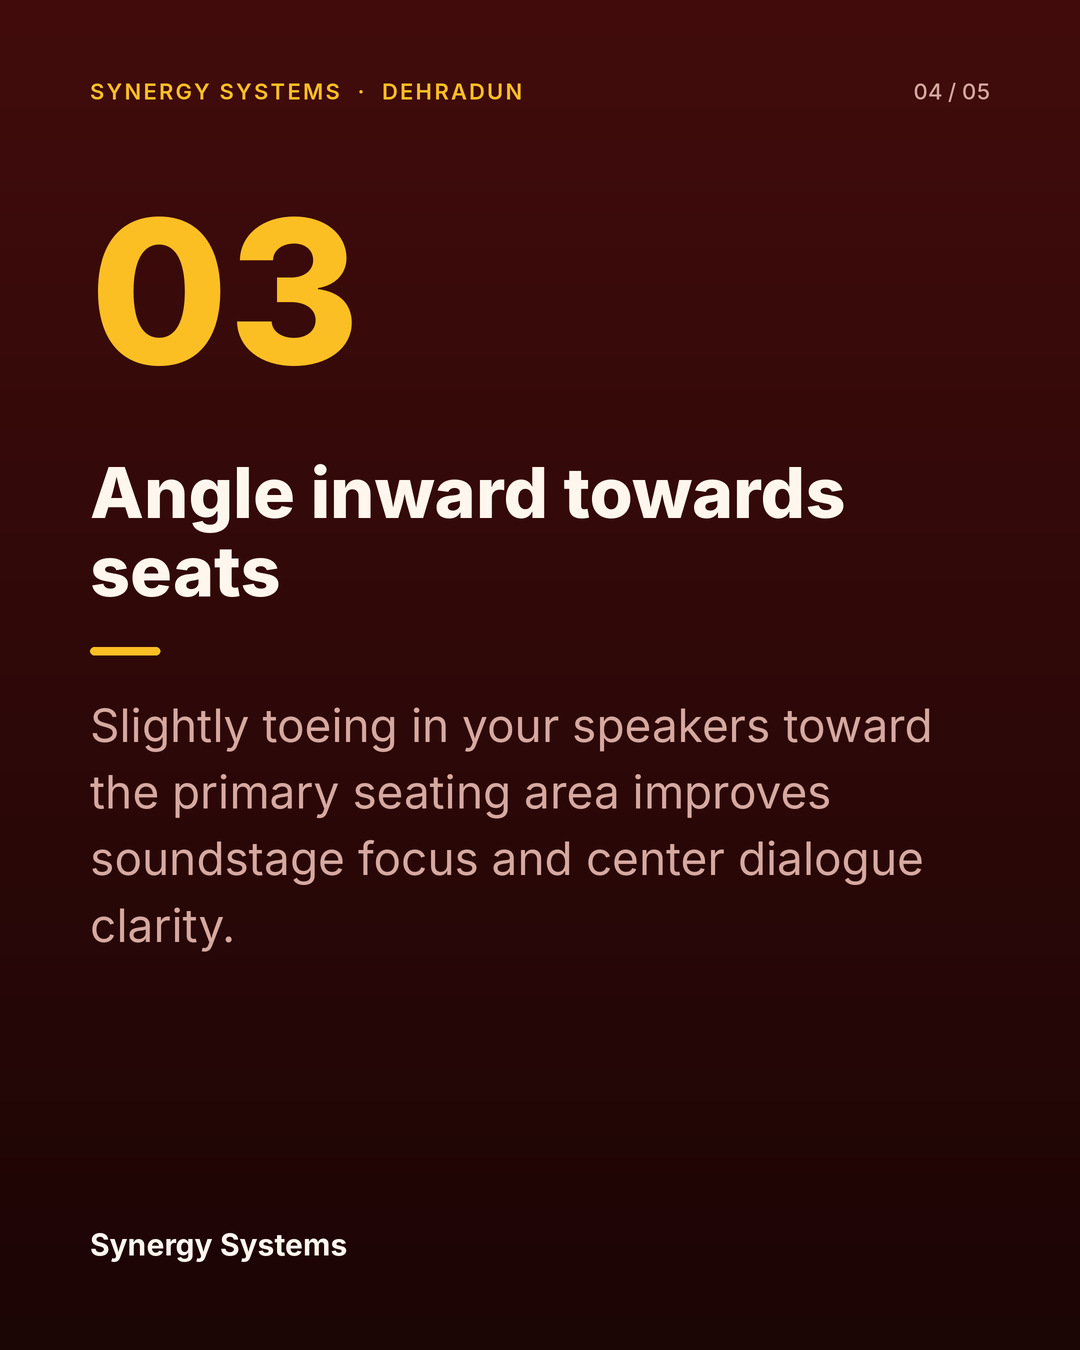 SYNERGY SYSTEMS · DEHRADUN
04 / 05
03
Angle inward towards
seats
Slightly toeing in your speakers toward
the primary seating area improves
soundstage focus and center dialogue
clarity.
Synergy Systems